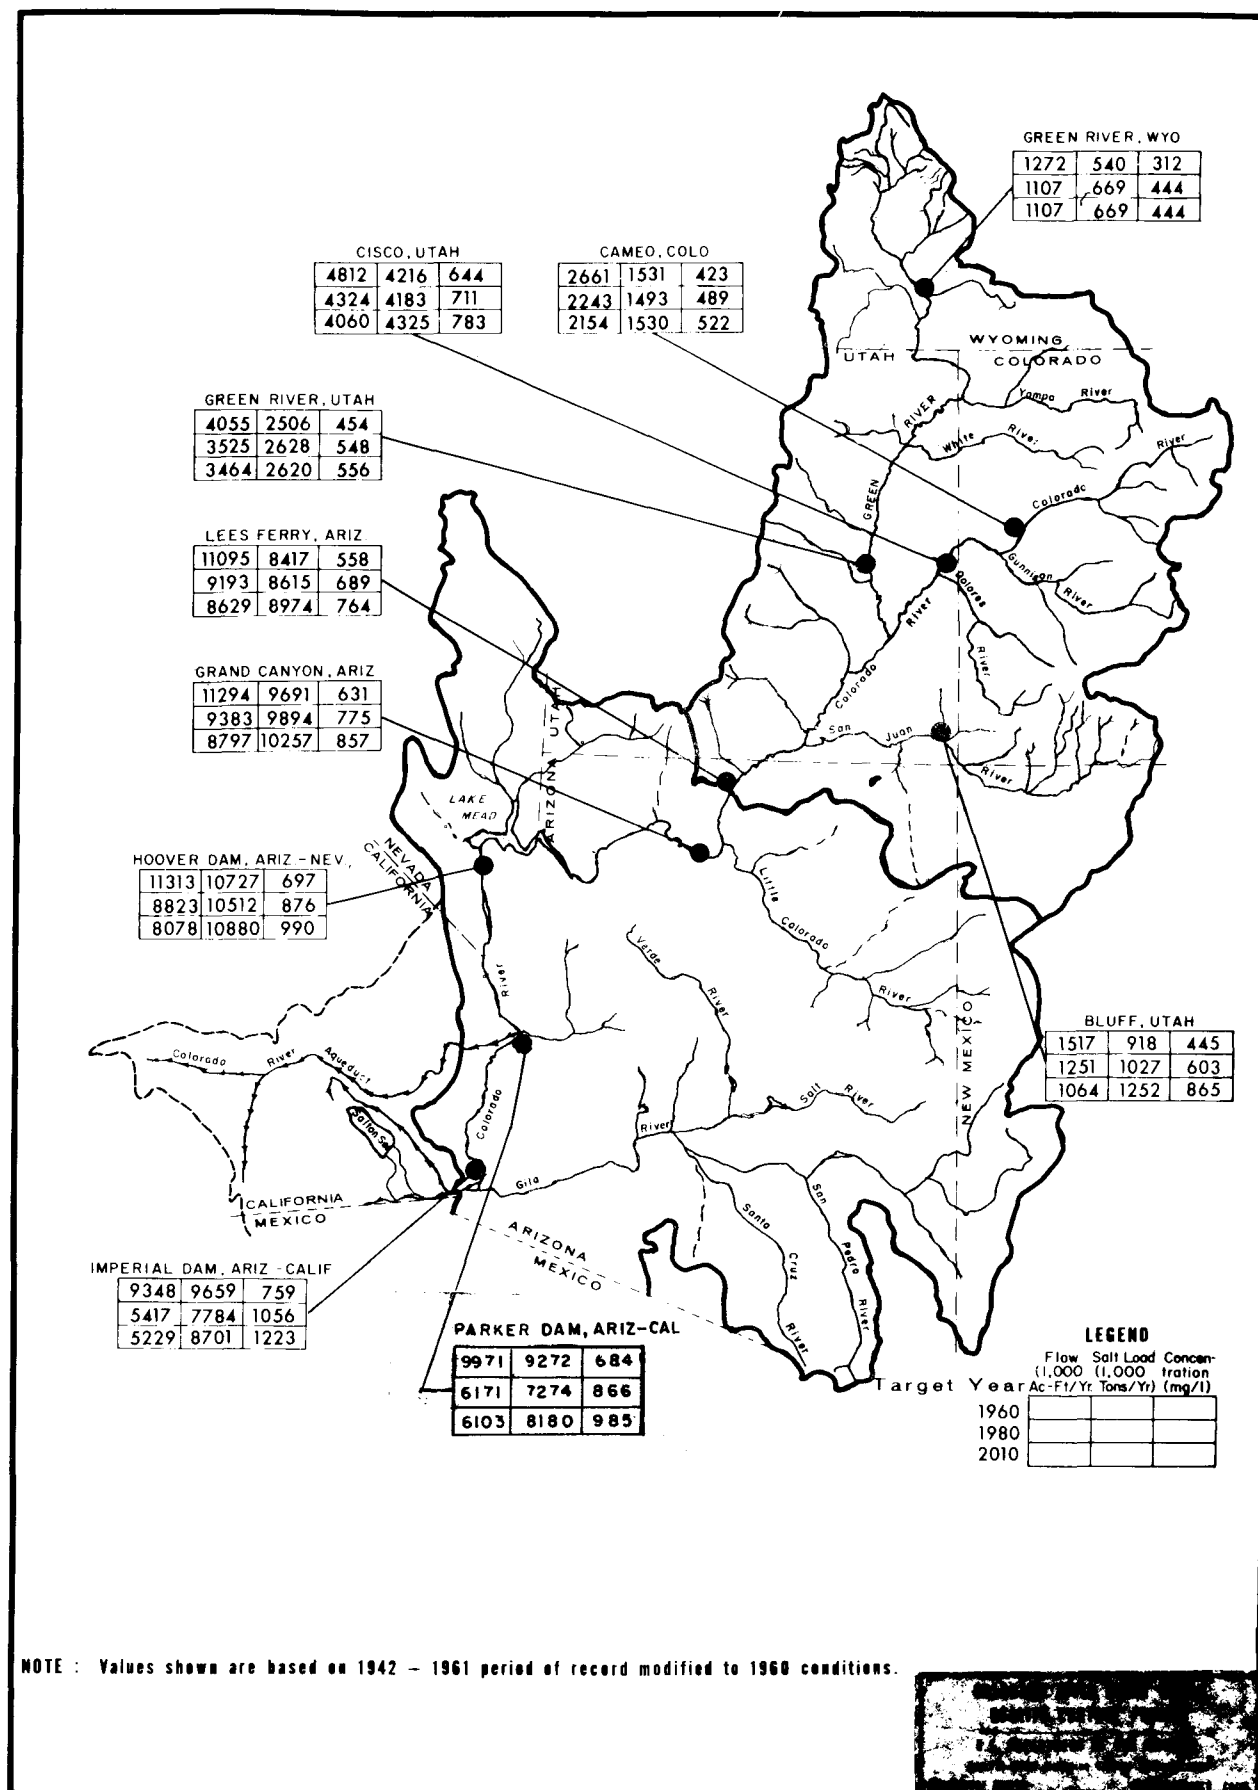 GREEN RIVER, WYO
1272 540 312
1107 669 444
1107 669 444
CISCO, UTAH
4812 4216 644
4324 4183 711
4060 4325 783
CAMEO, COLO
2661 1531 423
2243 1493 489
2154 1530 522
UTAH
WYOMING
COLORADO
GREEN RIVER, UTAH
4055 2506 454
3525 2628 548
3464 2620 556
Yampa River
GREEN RIVER
White River
Colorado River
Gunnison River
Dolores River
Colorado River
San Juan River
LEES FERRY, ARIZ.
11095 8417 558
9193 8615 689
8629 8974 764
GRAND CANYON, ARIZ
11294 9691 631
9383 9894 775
8797 10257 857
ARIZONA UTAH
LAKE
MEAD
NEVADA
CALIFORNIA
HOOVER DAM, ARIZ.-NEV.
11313 10727 697
8823 10512 876
8078 10880 990
Little Colorado River
Verde River
River
Colorado
NEW MEXICO
BLUFF, UTAH
1517 918 445
1251 1027 603
1064 1252 865
Colorado River Aqueduct
Salton Sea
Salt River
Gila River
San Pedro River
Santa Cruz River
CALIFORNIA
MEXICO
ARIZONA
MEXICO
IMPERIAL DAM, ARIZ-CALIF
9348 9659 759
5417 7784 1056
5229 8701 1223
PARKER DAM, ARIZ-CAL
9971 9272 684
6171 7274 866
6103 8180 985
LEGEND
Flow Salt Load Concen-
(1,000 (1,000 tration
Target Year Ac-Ft/Yr. Tons/Yr) (mg/l)
1960
1980
2010
NOTE : Values shown are based on 1942 - 1961 period of record modified to 1960 conditions.